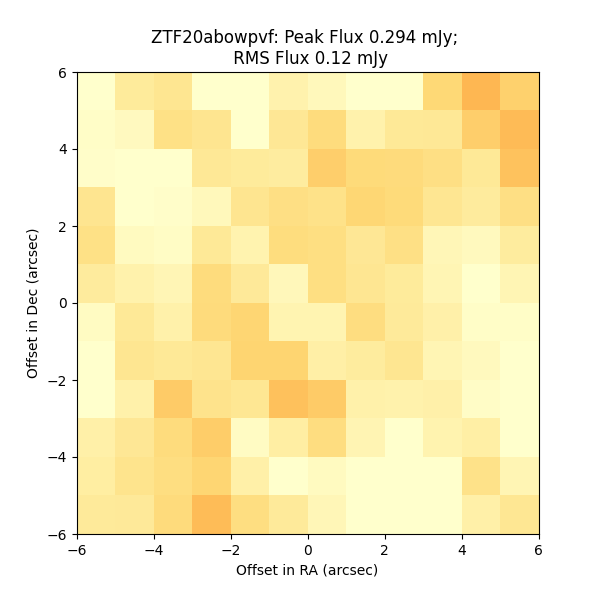 ZTF20abowpvf: Peak Flux 0.294 mJy;
RMS Flux 0.12 mJy
6
4
2
0
−2
−4
−6
Offset in Dec (arcsec)
−6 −4 −2 0 2 4 6
Offset in RA (arcsec)